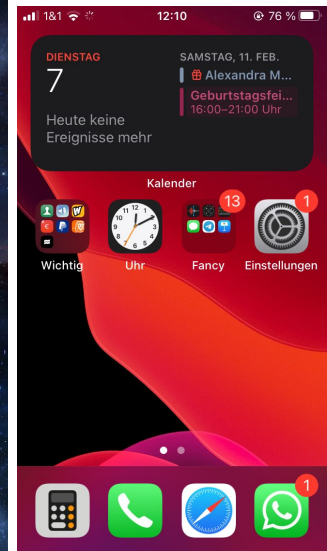 1&1
12:10
76 %
DIENSTAG
7
Heute keine
Ereignisse mehr
SAMSTAG, 11. FEB.
Alexandra M...
Geburtstagsfei...
16:00–21:00 Uhr
Kalender
13
1
Wichtig
Uhr
Fancy
Einstellungen
1